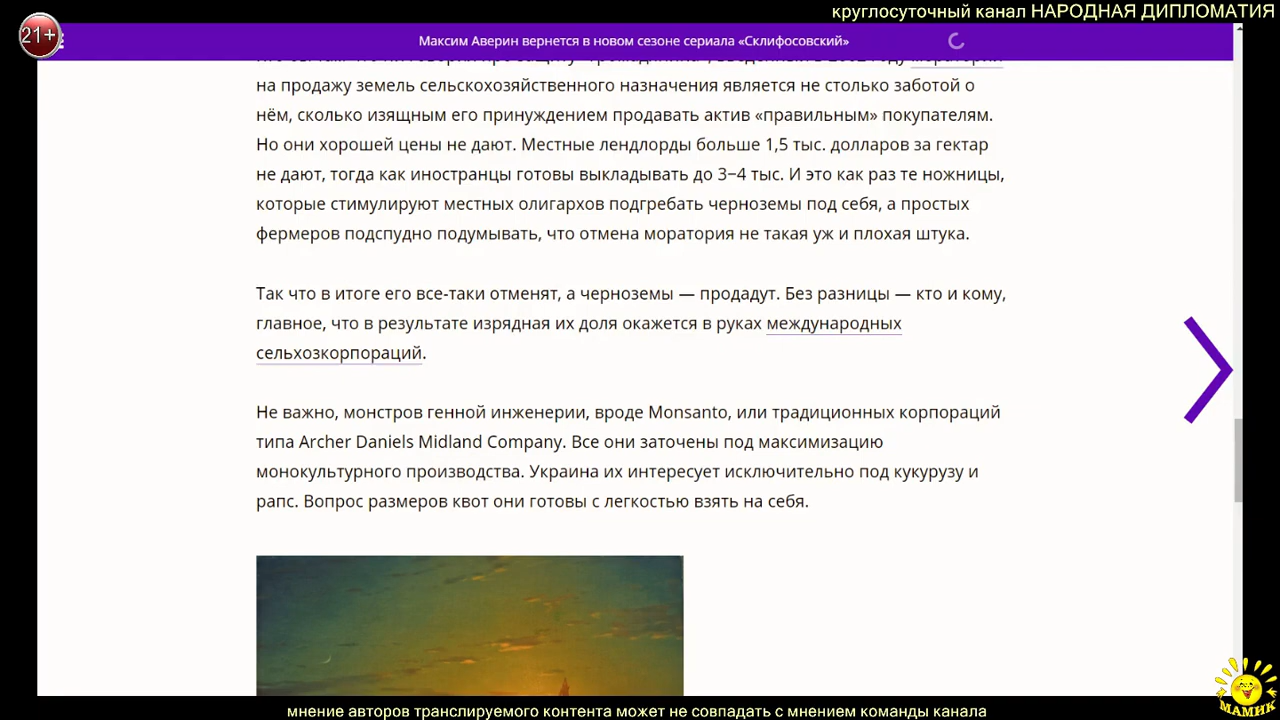 круглосуточный канал НАРОДНАЯ ДИПЛОМАТИЯ
21+
Максим Аверин вернется в новом сезоне сериала «Склифосовский»
на продажу земель сельскохозяйственного назначения является не столько заботой о
нём, сколько изящным его принуждением продавать актив «правильным» покупателям.
Но они хорошей цены не дают. Местные лендлорды больше 1,5 тыс. долларов за гектар
не дают, тогда как иностранцы готовы выкладывать до 3−4 тыс. И это как раз те ножницы,
которые стимулируют местных олигархов подгребать черноземы под себя, а простых
фермеров подспудно подумывать, что отмена моратория не такая уж и плохая штука.
Так что в итоге его все-таки отменят, а черноземы — продадут. Без разницы — кто и кому,
главное, что в результате изрядная их доля окажется в руках международных
сельхозкорпораций.
Не важно, монстров генной инженерии, вроде Monsanto, или традиционных корпораций
типа Archer Daniels Midland Company. Все они заточены под максимизацию
монокультурного производства. Украина их интересует исключительно под кукурузу и
рапс. Вопрос размеров квот они готовы с легкостью взять на себя.
МАМИК
мнение авторов транслируемого контента может не совпадать с мнением команды канала